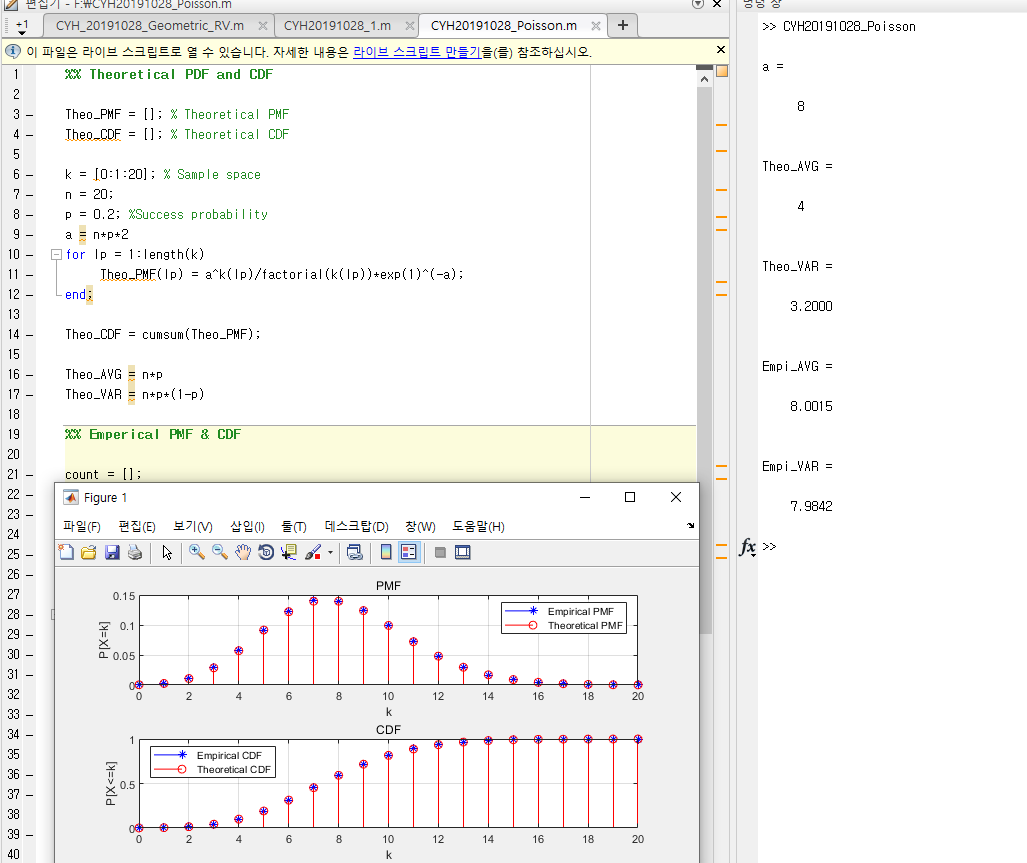 편집기 - F:\CYH20191028_Poisson.m
+1
CYH_20191028_Geometric_RV.m
CYH20191028_1.m
CYH20191028_Poisson.m
이 파일은 라이브 스크립트로 열 수 있습니다. 자세한 내용은 라이브 스크립트 만들기을(를) 참조하십시오.
1 %% Theoretical PDF and CDF
2
3 – Theo_PMF = []; % Theoretical PMF
4 – Theo_CDF = []; % Theoretical CDF
5
6 – k = [0:1:20]; % Sample space
7 – n = 20;
8 – p = 0.2; %Success probability
9 – a = n*p*2
10 – for lp = 1:length(k)
11 – Theo_PMF(lp) = a^k(lp)/factorial(k(lp))*exp(1)^(-a);
12 – end;
13
14 – Theo_CDF = cumsum(Theo_PMF);
15
16 – Theo_AVG = n*p
17 – Theo_VAR = n*p*(1-p)
18
19 %% Emperical PMF & CDF
20
21 – count = [];
22 –
23 –
24
25 –
26 –
27
28 –
29 –
30 –
31 –
32
33 –
34 –
35 –
36 –
37 –
38 –
39 –
40
Figure 1
파일(F) 편집(E) 보기(V) 삽입(I) 툴(T) 데스크탑(D) 창(W) 도움말(H)
PMF
0.15
0.1
0.05
0
P[X=k]
Empirical PMF
Theoretical PMF
0 2 4 6 8 10 12 14 16 18 20
k
CDF
1
0.5
0
P[X<=k]
Empirical CDF
Theoretical CDF
0 2 4 6 8 10 12 14 16 18 20
k
명령 창
>> CYH20191028_Poisson
a =
8
Theo_AVG =
4
Theo_VAR =
3.2000
Empi_AVG =
8.0015
Empi_VAR =
7.9842
fx >>